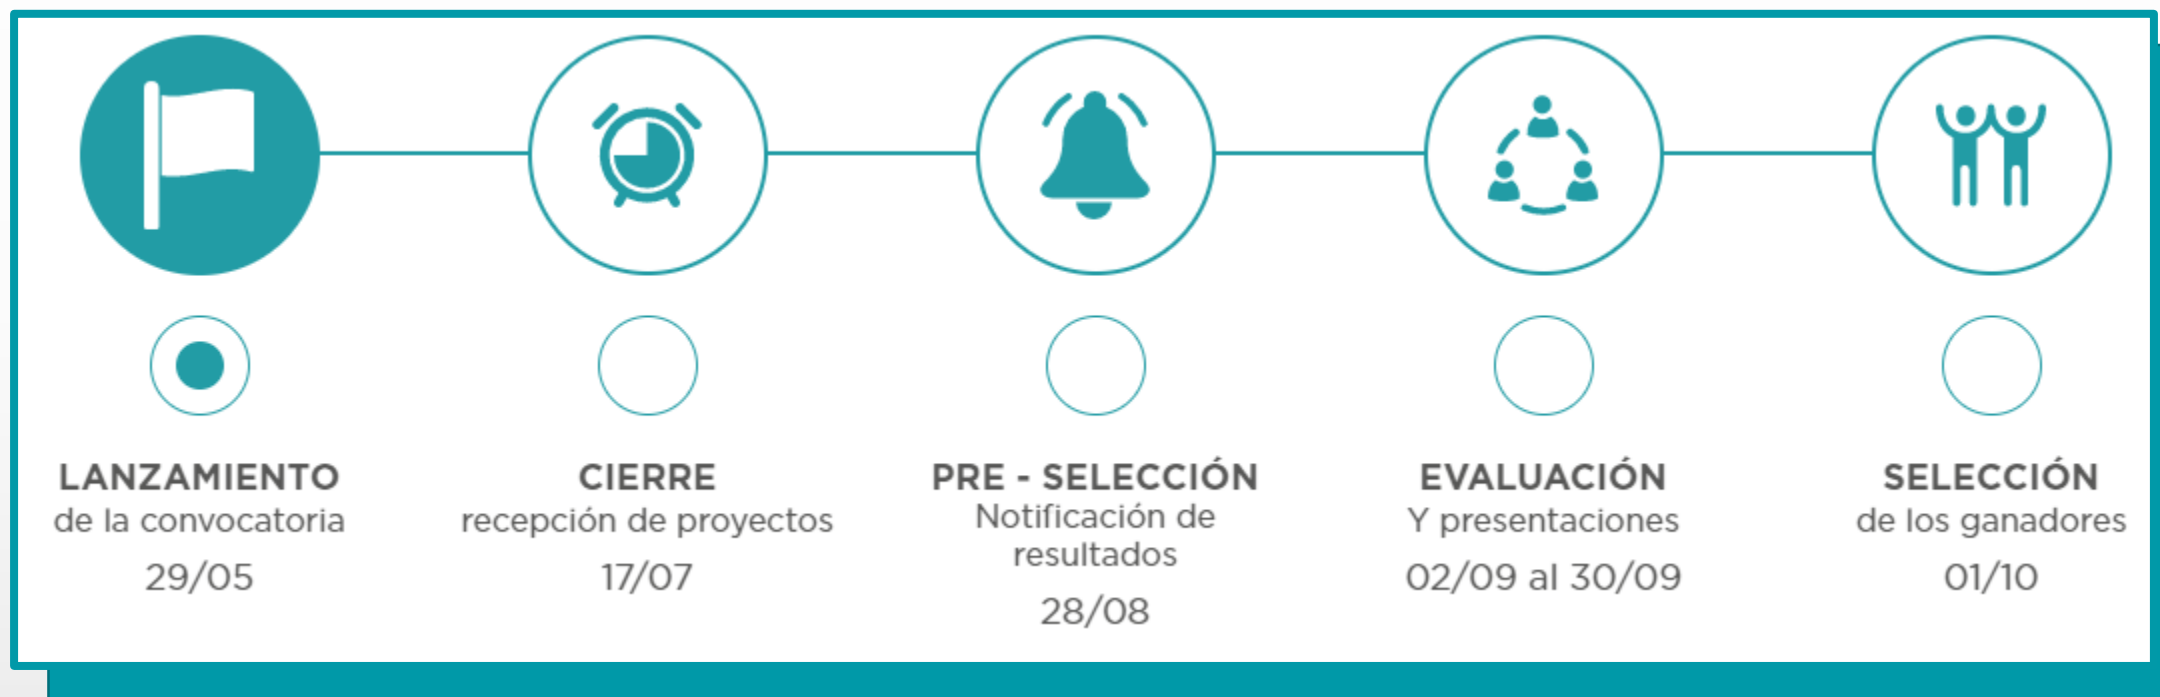 LANZAMIENTO
de la convocatoria
29/05
CIERRE
recepción de proyectos
17/07
PRE - SELECCIÓN
Notificación de
resultados
28/08
EVALUACIÓN
Y presentaciones
02/09 al 30/09
SELECCIÓN
de los ganadores
01/10